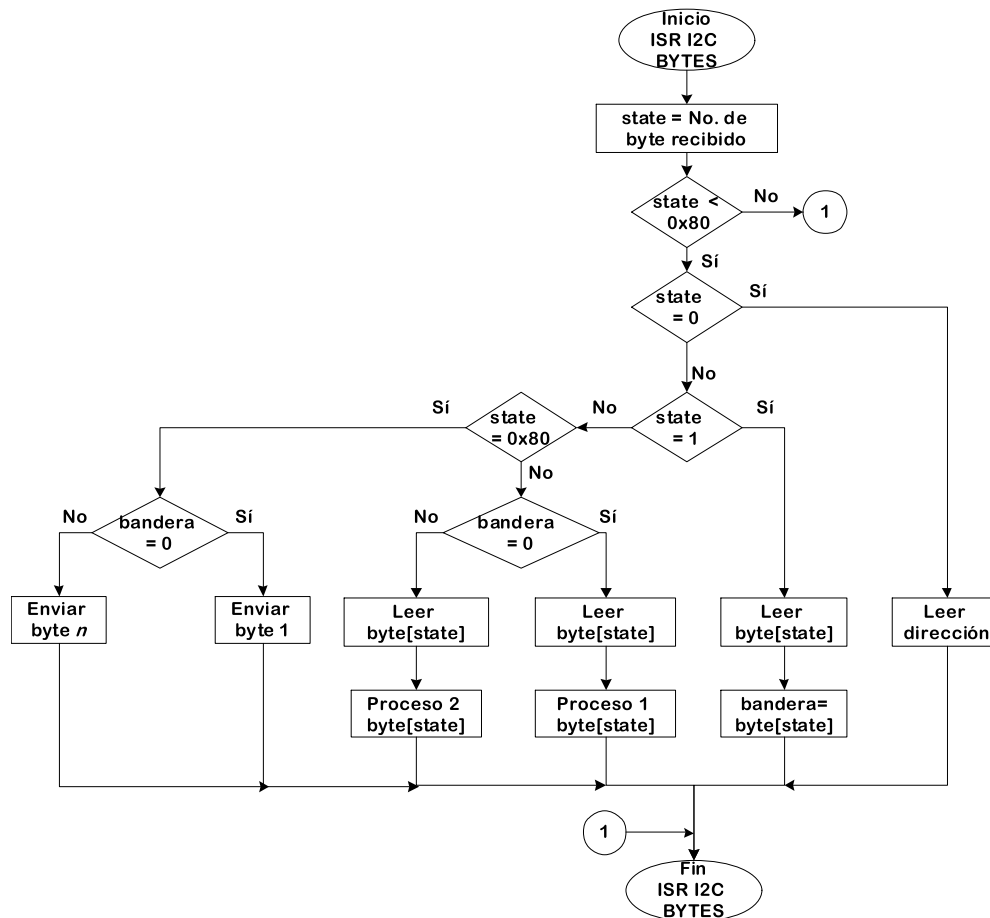 Inicio
ISR I2C
BYTES
state = No. de
byte recibido
state <
0x80
No
1
Sí
state
= 0
Sí
No
state
= 1
Sí
No
state
= 0x80
Sí
No
bandera
= 0
No
Sí
bandera
= 0
No
Sí
Enviar
byte n
Enviar
byte 1
Leer
byte[state]
Leer
byte[state]
Leer
byte[state]
Leer
dirección
Proceso 2
byte[state]
Proceso 1
byte[state]
bandera=
byte[state]
1
Fin
ISR I2C
BYTES